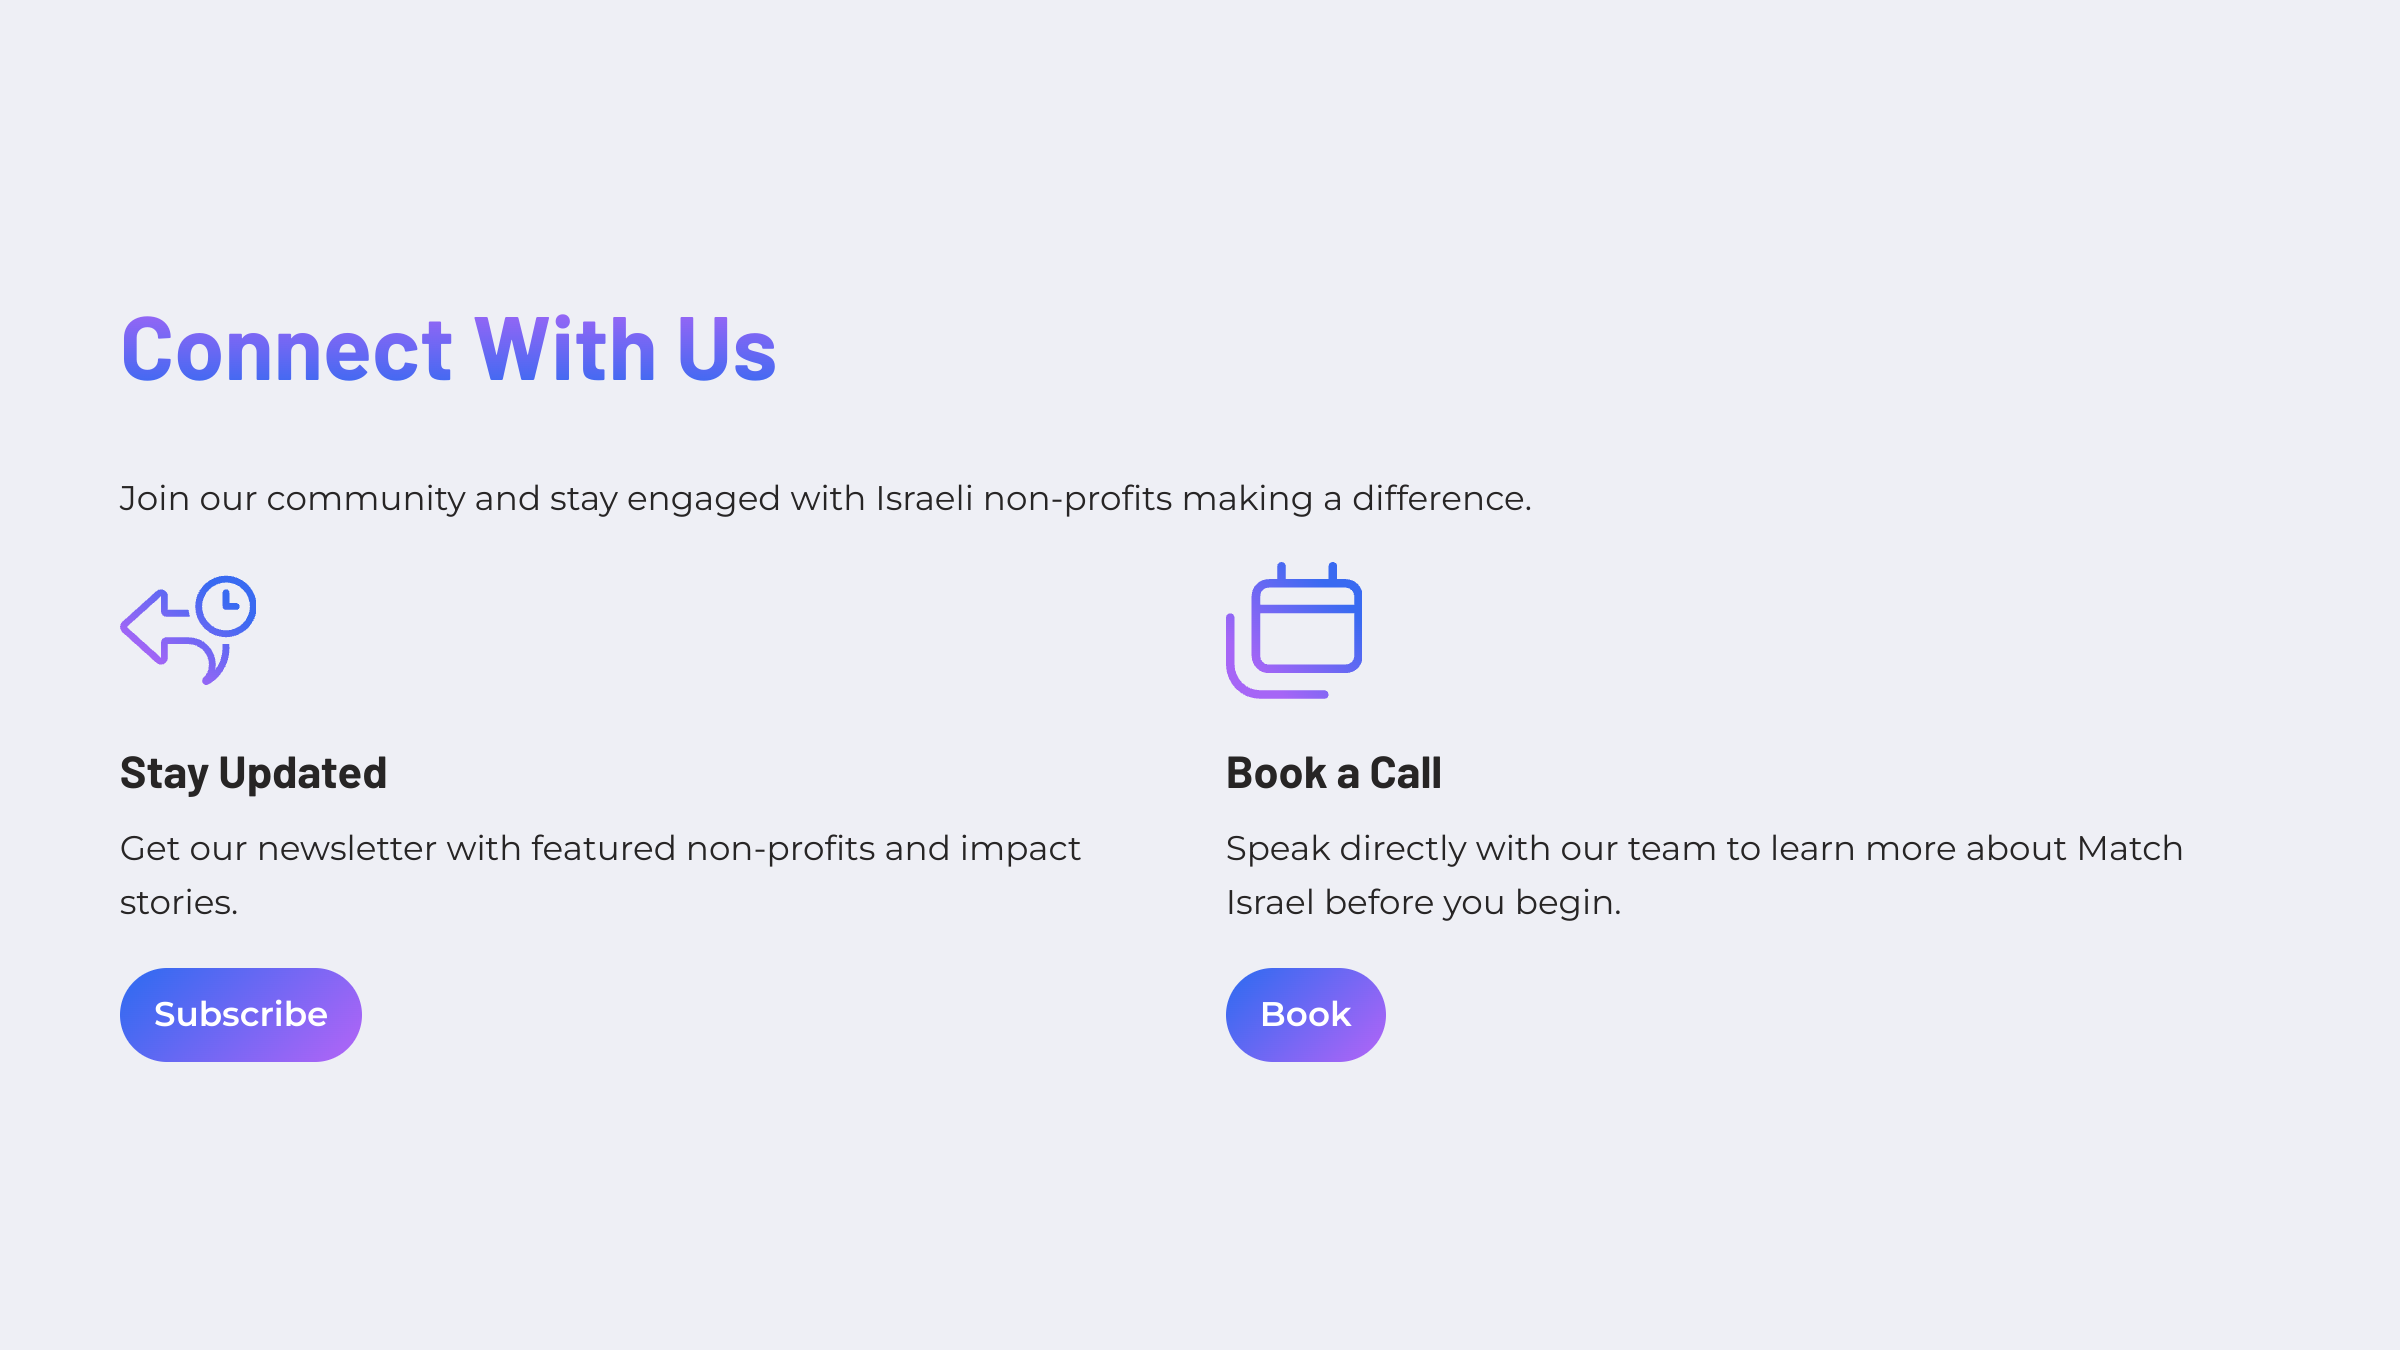 Connect With Us
Join our community and stay engaged with Israeli non-profits making a difference.
Stay Updated
Get our newsletter with featured non-profits and impact
stories.
Subscribe
Book a Call
Speak directly with our team to learn more about Match
Israel before you begin.
Book